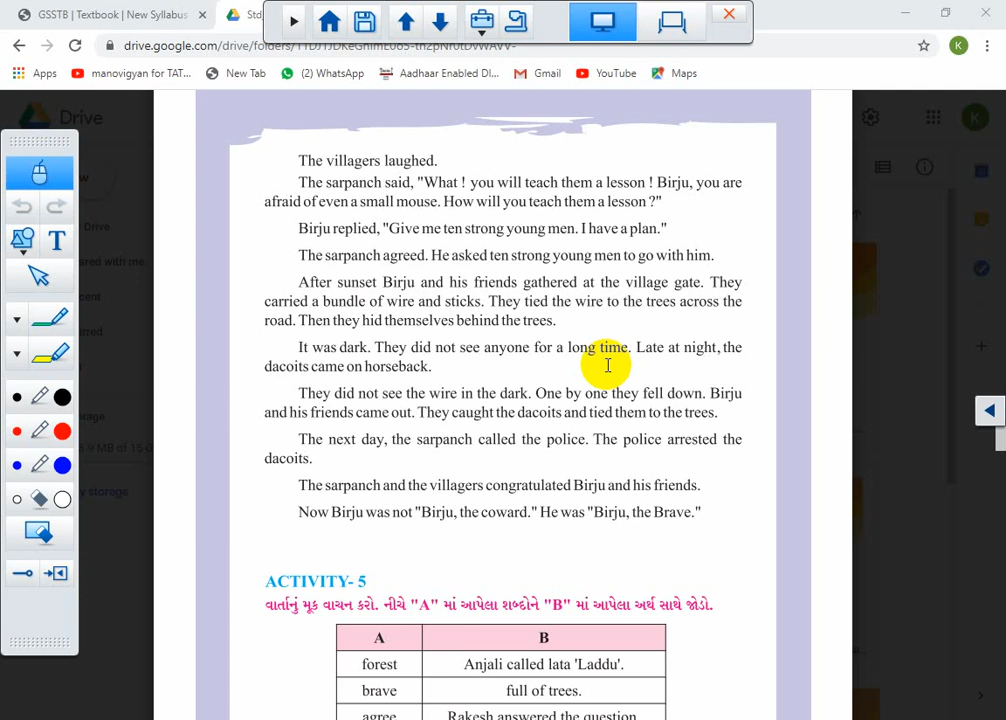 GSSTB | Textbook | New Syllabus
Std_
drive.google.com/drive/folders/
Apps
manovigyan for TAT...
New Tab
(2) WhatsApp
Aadhaar Enabled DI...
Gmail
YouTube
Maps
Drive
K
K
The villagers laughed.
The sarpanch said, "What ! you will teach them a lesson ! Birju, you are
afraid of even a small mouse. How will you teach them a lesson ?"
Birju replied, "Give me ten strong young men. I have a plan."
The sarpanch agreed. He asked ten strong young men to go with him.
After sunset Birju and his friends gathered at the village gate. They
carried a bundle of wire and sticks. They tied the wire to the trees across the
road. Then they hid themselves behind the trees.
It was dark. They did not see anyone for a long time. Late at night, the
dacoits came on horseback.
They did not see the wire in the dark. One by one they fell down. Birju
and his friends came out. They caught the dacoits and tied them to the trees.
The next day, the sarpanch called the police. The police arrested the
dacoits.
The sarpanch and the villagers congratulated Birju and his friends.
Now Birju was not "Birju, the coward." He was "Birju, the Brave."
ACTIVITY- 5
વાર્તાનું મૂક વાચન કરો. નીચે "A" માં આપેલા શબ્દોને "B" માં આપેલા અર્થ સાથે જોડો.
A B
forest Anjali called lata 'Laddu'.
brave full of trees.
agree Rakesh answered the question
T
Drive
ared with me
storage